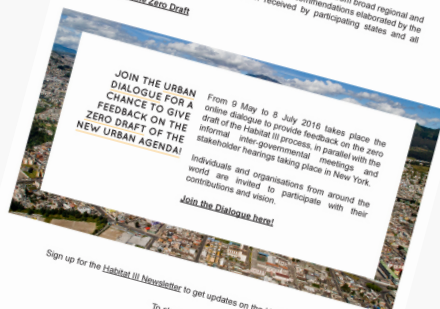 Zero Draft
from broad regional and
recommendations elaborated by the
received by participating states and all
JOIN THE URBAN
DIALOGUE FOR A
CHANCE TO GIVE
FEEDBACK ON THE
ZERO DRAFT OF THE
NEW URBAN AGENDA!
From 9 May to 8 July 2016 takes place the
online dialogue to provide feedback on the zero
draft of the Habitat III process, in parallel with the
informal inter-governmental meetings and
stakeholder hearings taking place in New York.
Individuals and organisations from around the
world are invited to participate with their
contributions and vision.
Join the Dialogue here!
Sign up for the Habitat III Newsletter to get updates on the
To